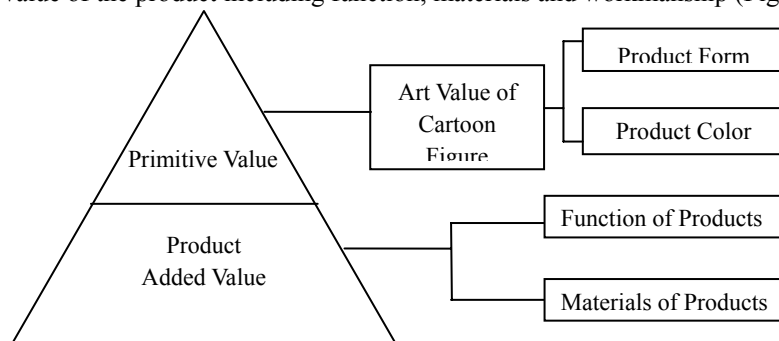 value of the product including function, materials and workmanship (Fig
Product Form
Art Value of
Cartoon
Figure
Product Color
Primitive Value
Function of Products
Product
Added Value
Materials of Products